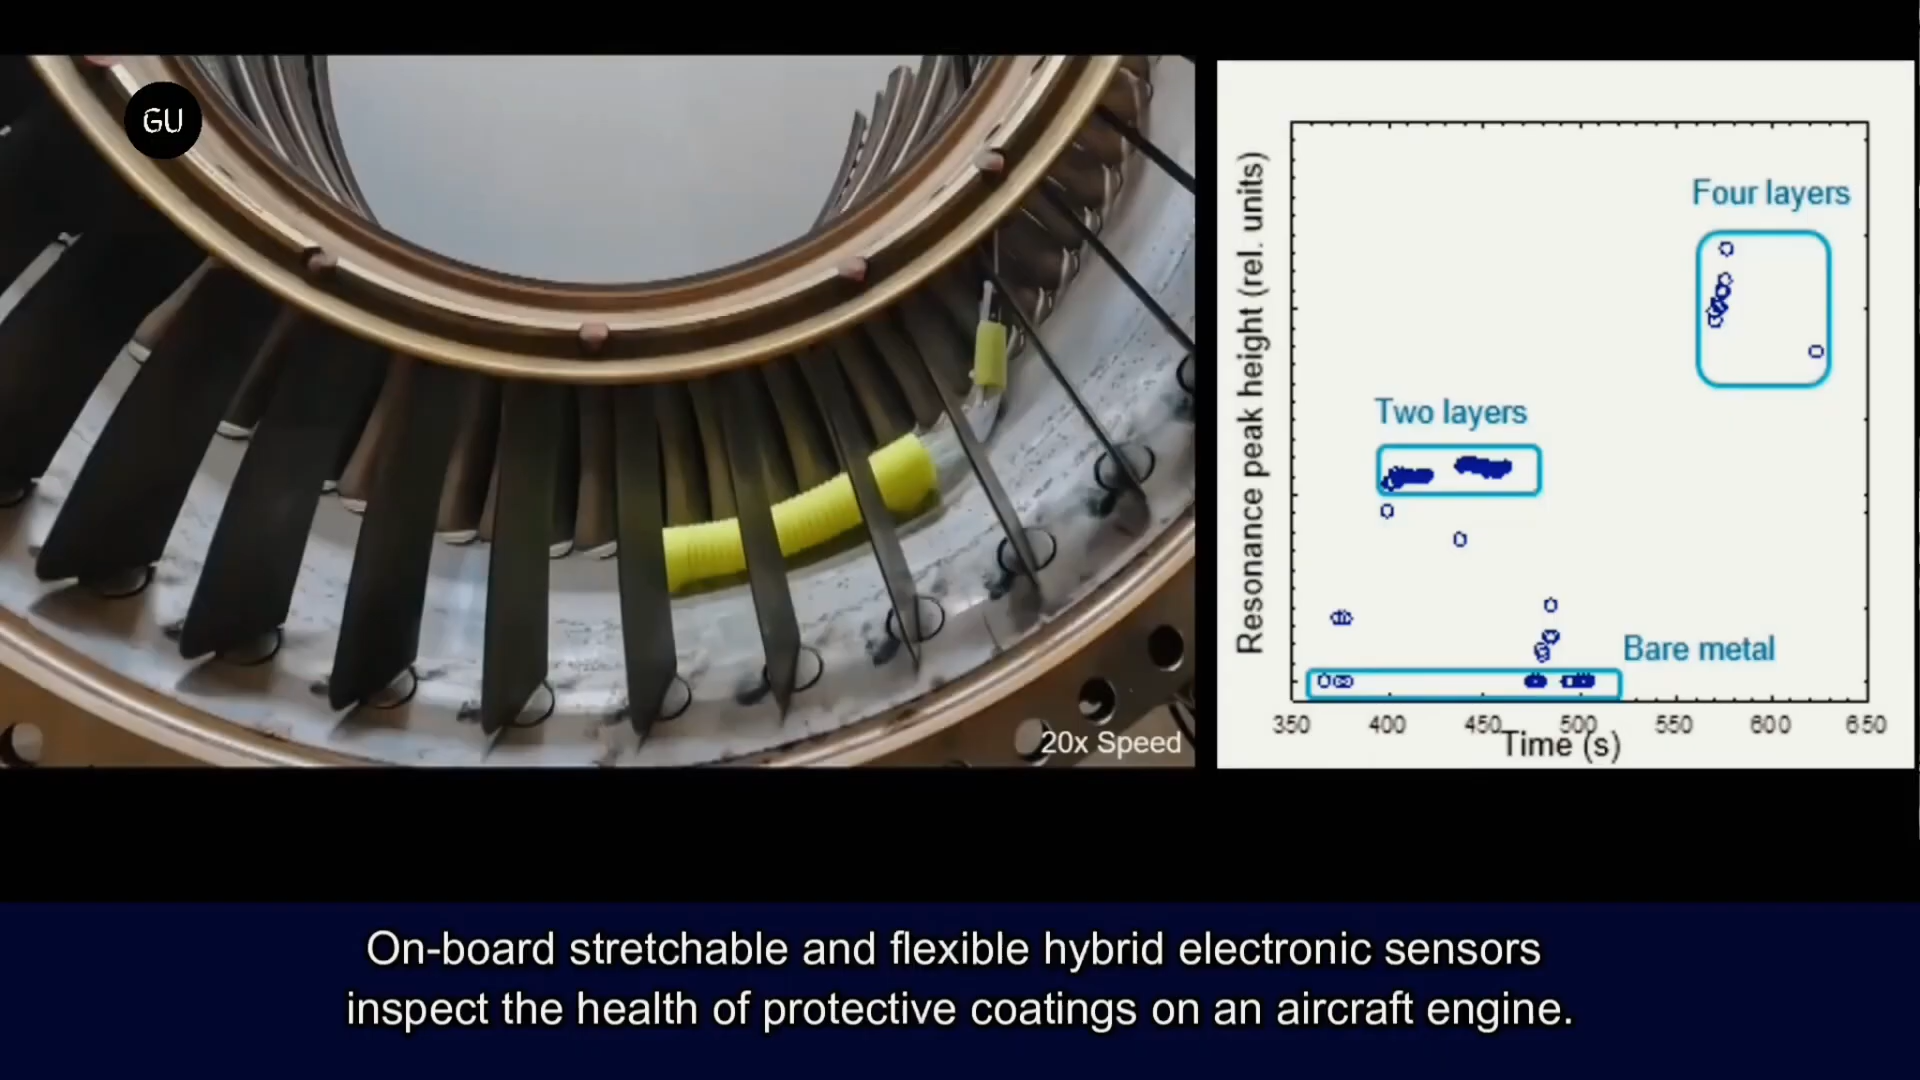 GU
20x Speed
Resonance peak height (rel. units)
Four layers
Two layers
Bare metal
350 400 450 500 550 600 650
Time (s)
On-board stretchable and flexible hybrid electronic sensors
inspect the health of protective coatings on an aircraft engine.